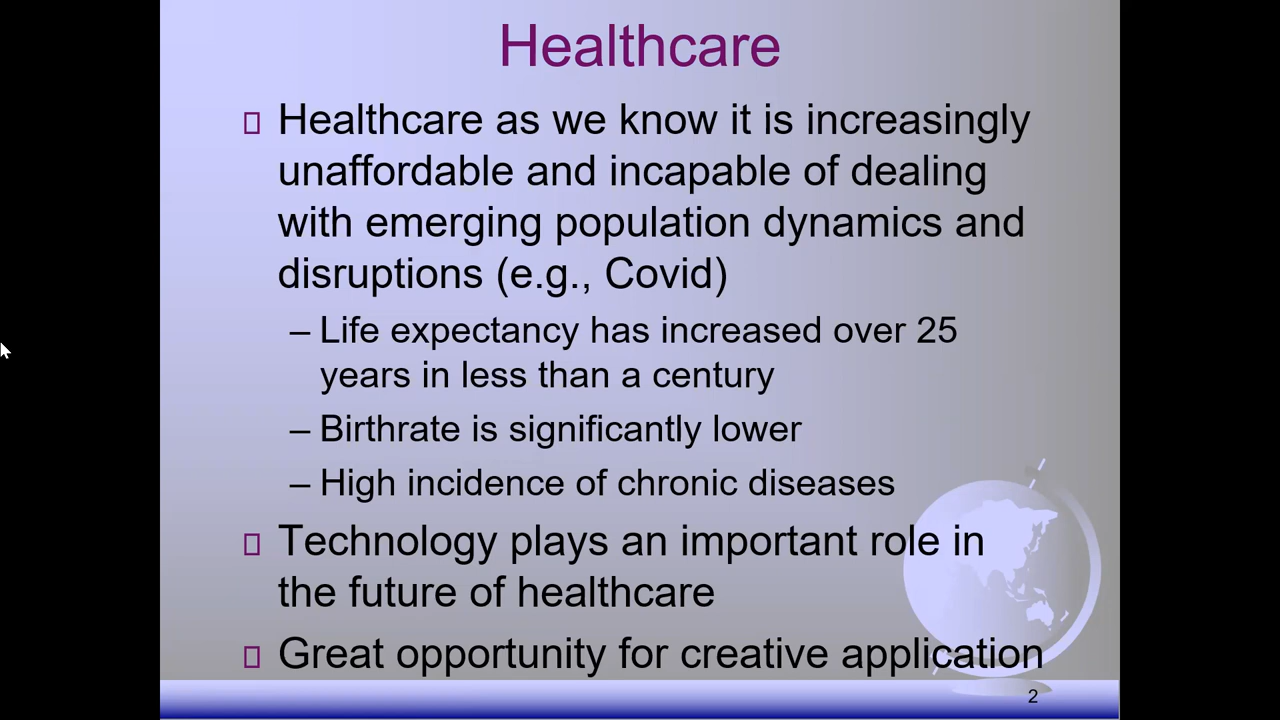 Healthcare
Healthcare as we know it is increasingly
unaffordable and incapable of dealing
with emerging population dynamics and
disruptions (e.g., Covid)
– Life expectancy has increased over 25
years in less than a century
– Birthrate is significantly lower
– High incidence of chronic diseases
Technology plays an important role in
the future of healthcare
Great opportunity for creative application
2